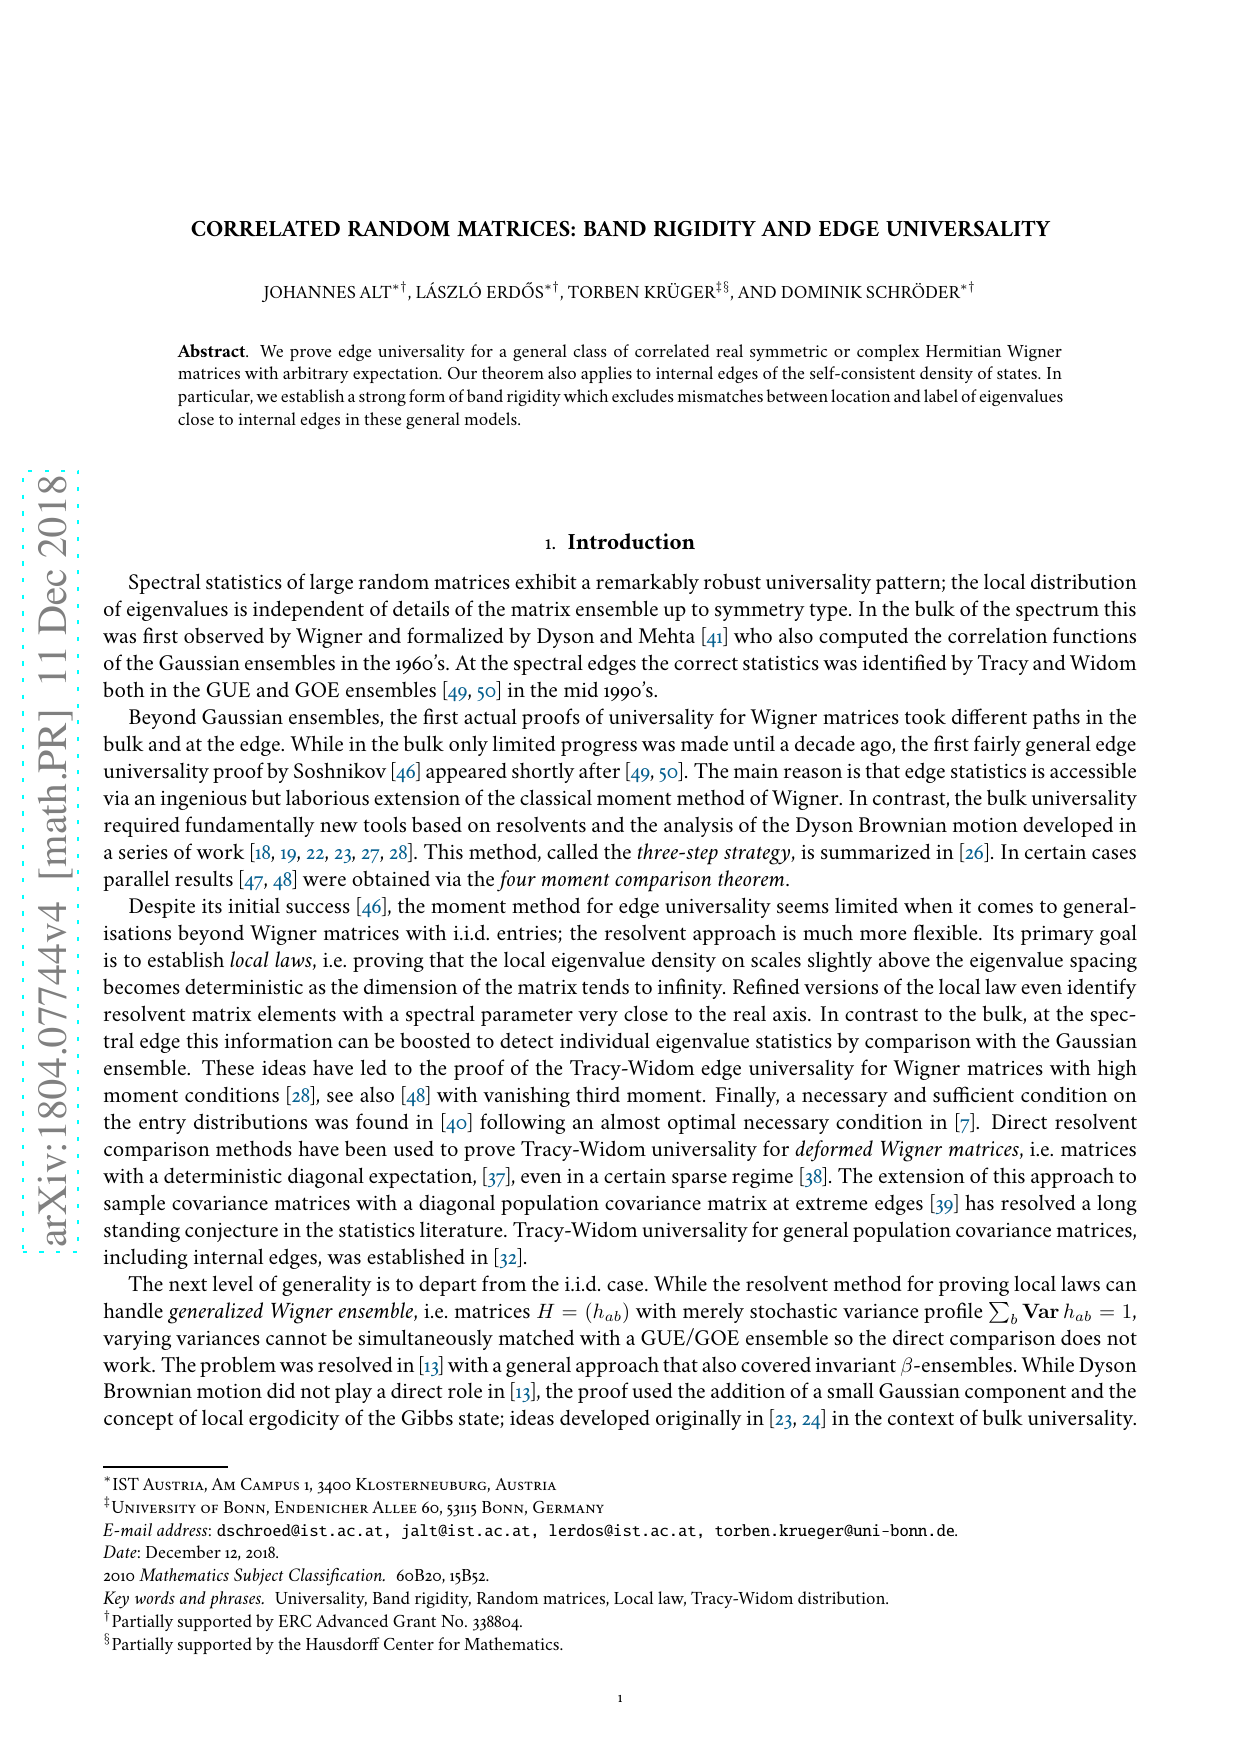 CORRELATED RANDOM MATRICES: BAND RIGIDITY AND EDGE UNIVERSALITY
JOHANNES ALT∗†, LÁSZLÓ ERDŐS∗†, TORBEN KRÜGER‡§, AND DOMINIK SCHRÖDER∗†
Abstract. We prove edge universality for a general class of correlated real symmetric or complex Hermitian Wigner
matrices with arbitrary expectation. Our theorem also applies to internal edges of the self-consistent density of states. In
particular, we establish a strong form of band rigidity which excludes mismatches between location and label of eigenvalues
close to internal edges in these general models.
arXiv:1804.07744v4 [math.PR] 11 Dec 2018
1. Introduction
Spectral statistics of large random matrices exhibit a remarkably robust universality pattern; the local distribution
of eigenvalues is independent of details of the matrix ensemble up to symmetry type. In the bulk of the spectrum this
was first observed by Wigner and formalized by Dyson and Mehta [41] who also computed the correlation functions
of the Gaussian ensembles in the 1960's. At the spectral edges the correct statistics was identified by Tracy and Widom
both in the GUE and GOE ensembles [49, 50] in the mid 1990's.
Beyond Gaussian ensembles, the first actual proofs of universality for Wigner matrices took different paths in the
bulk and at the edge. While in the bulk only limited progress was made until a decade ago, the first fairly general edge
universality proof by Soshnikov [46] appeared shortly after [49, 50]. The main reason is that edge statistics is accessible
via an ingenious but laborious extension of the classical moment method of Wigner. In contrast, the bulk universality
required fundamentally new tools based on resolvents and the analysis of the Dyson Brownian motion developed in
a series of work [18, 19, 22, 23, 27, 28]. This method, called the three-step strategy, is summarized in [26]. In certain cases
parallel results [47, 48] were obtained via the four moment comparison theorem.
Despite its initial success [46], the moment method for edge universality seems limited when it comes to general-
isations beyond Wigner matrices with i.i.d. entries; the resolvent approach is much more flexible. Its primary goal
is to establish local laws, i.e. proving that the local eigenvalue density on scales slightly above the eigenvalue spacing
becomes deterministic as the dimension of the matrix tends to infinity. Refined versions of the local law even identify
resolvent matrix elements with a spectral parameter very close to the real axis. In contrast to the bulk, at the spec-
tral edge this information can be boosted to detect individual eigenvalue statistics by comparison with the Gaussian
ensemble. These ideas have led to the proof of the Tracy-Widom edge universality for Wigner matrices with high
moment conditions [28], see also [48] with vanishing third moment. Finally, a necessary and sufficient condition on
the entry distributions was found in [40] following an almost optimal necessary condition in [7]. Direct resolvent
comparison methods have been used to prove Tracy-Widom universality for deformed Wigner matrices, i.e. matrices
with a deterministic diagonal expectation, [37], even in a certain sparse regime [38]. The extension of this approach to
sample covariance matrices with a diagonal population covariance matrix at extreme edges [39] has resolved a long
standing conjecture in the statistics literature. Tracy-Widom universality for general population covariance matrices,
including internal edges, was established in [32].
The next level of generality is to depart from the i.i.d. case. While the resolvent method for proving local laws can
handle generalized Wigner ensemble, i.e. matrices H = (h_ab) with merely stochastic variance profile ∑_b Var h_ab = 1,
varying variances cannot be simultaneously matched with a GUE/GOE ensemble so the direct comparison does not
work. The problem was resolved in [13] with a general approach that also covered invariant β-ensembles. While Dyson
Brownian motion did not play a direct role in [13], the proof used the addition of a small Gaussian component and the
concept of local ergodicity of the Gibbs state; ideas developed originally in [23, 24] in the context of bulk universality.
∗IST Austria, Am Campus 1, 3400 Klosterneuburg, Austria
‡University of Bonn, Endenicher Allee 60, 53115 Bonn, Germany
E-mail address: dschroed@ist.ac.at, jalt@ist.ac.at, lerdos@ist.ac.at, torben.krueger@uni-bonn.de.
Date: December 12, 2018.
2010 Mathematics Subject Classification. 60B20, 15B52.
Key words and phrases. Universality, Band rigidity, Random matrices, Local law, Tracy-Widom distribution.
†Partially supported by ERC Advanced Grant No. 338804.
§Partially supported by the Hausdorff Center for Mathematics.
1